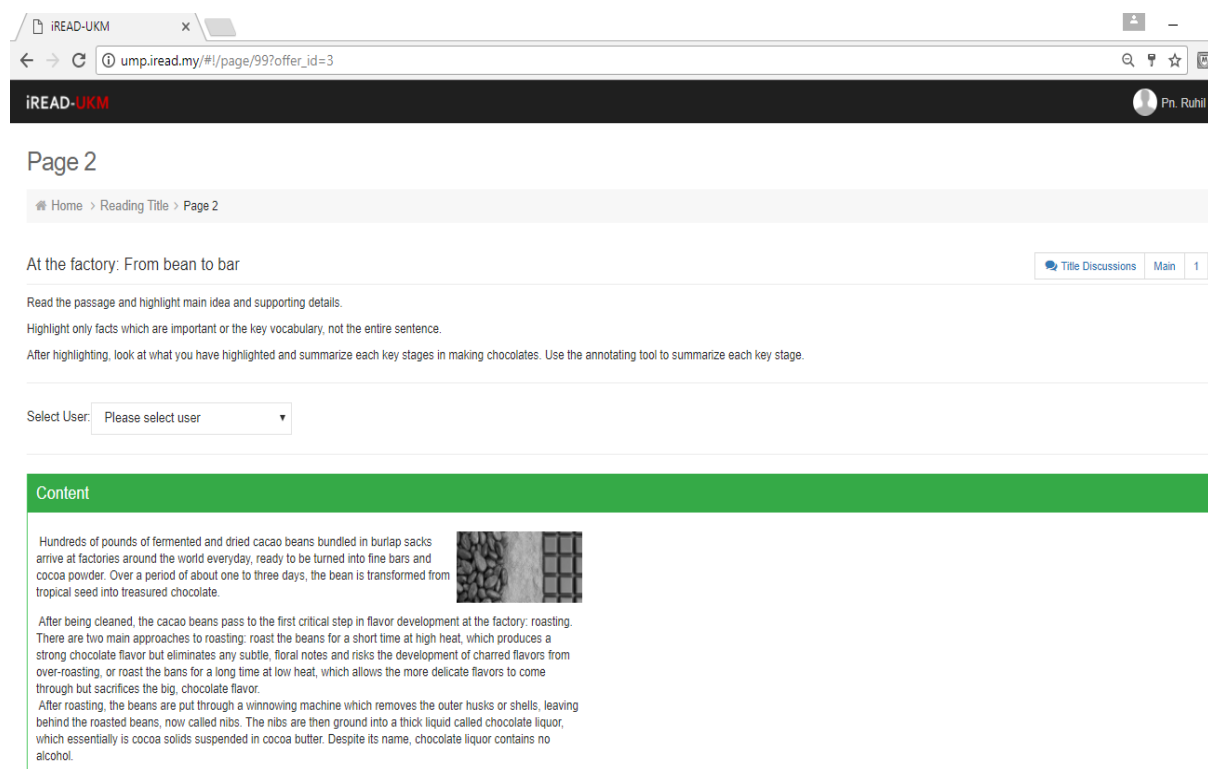 iREAD-UKM
ump.iread.my/#!/page/99?offer_id=3
iREAD-UKM
Pn. Ruhil
Page 2
Home > Reading Title > Page 2
At the factory: From bean to bar
Title Discussions Main 1
Read the passage and highlight main idea and supporting details.
Highlight only facts which are important or the key vocabulary, not the entire sentence.
After highlighting, look at what you have highlighted and summarize each key stages in making chocolates. Use the annotating tool to summarize each key stage.
Select User: Please select user
Content
Hundreds of pounds of fermented and dried cacao beans bundled in burlap sacks
arrive at factories around the world everyday, ready to be turned into fine bars and
cocoa powder. Over a period of about one to three days, the bean is transformed from
tropical seed into treasured chocolate.
After being cleaned, the cacao beans pass to the first critical step in flavor development at the factory: roasting.
There are two main approaches to roasting: roast the beans for a short time at high heat, which produces a
strong chocolate flavor but eliminates any subtle, floral notes and risks the development of charred flavors from
over-roasting, or roast the bans for a long time at low heat, which allows the more delicate flavors to come
through but sacrifices the big, chocolate flavor.
After roasting, the beans are put through a winnowing machine which removes the outer husks or shells, leaving
behind the roasted beans, now called nibs. The nibs are then ground into a thick liquid called chocolate liquor,
which essentially is cocoa solids suspended in cocoa butter. Despite its name, chocolate liquor contains no
alcohol.